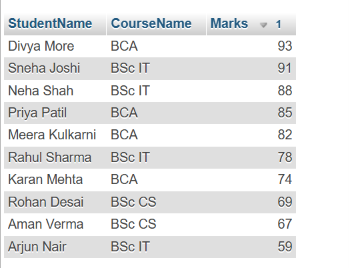 StudentName CourseName Marks 1
Divya More BCA 93
Sneha Joshi BSc IT 91
Neha Shah BSc IT 88
Priya Patil BCA 85
Meera Kulkarni BCA 82
Rahul Sharma BSc IT 78
Karan Mehta BCA 74
Rohan Desai BSc CS 69
Aman Verma BSc CS 67
Arjun Nair BSc IT 59